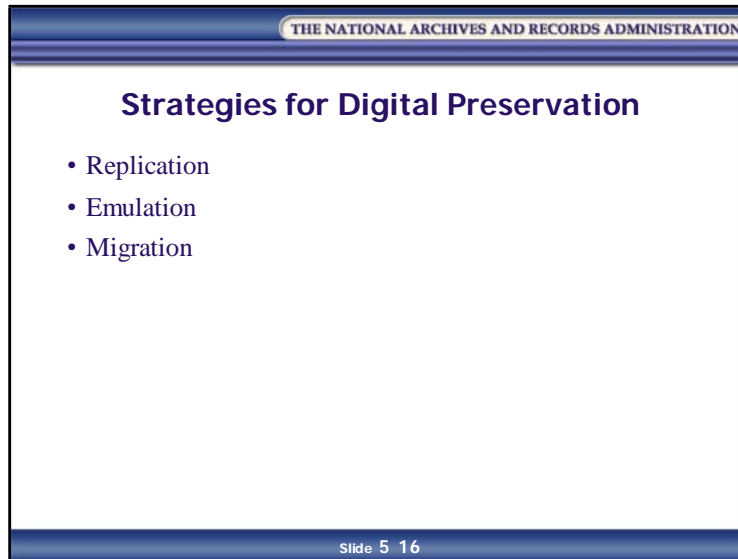 THE NATIONAL ARCHIVES AND RECORDS ADMINISTRATION
Strategies for Digital Preservation
• Replication
• Emulation
• Migration
Slide 5 16